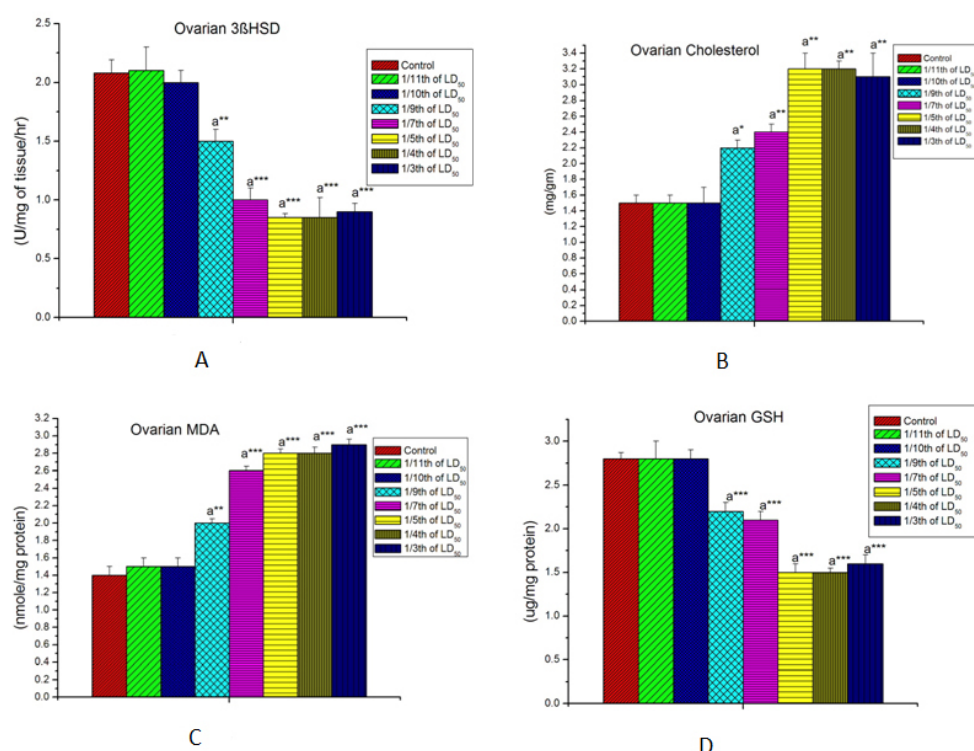 Ovarian 3ßHSD
(U/mg of tissue/hr)
2.5
2.0
1.5
1.0
0.5
0.0
a**
a***
a***
a***
a***
Control
1/11th of LD50
1/10th of LD50
1/9th of LD50
1/7th of LD50
1/5th of LD50
1/4th of LD50
1/3th of LD50
A
Ovarian Cholesterol
(mg/gm)
3.4
3.2
3.0
2.8
2.6
2.4
2.2
2.0
1.8
1.6
1.4
1.2
1.0
0.8
0.6
0.4
0.2
0.0
a*
a**
a**
a**
a**
Control
1/11th of LD50
1/10th of LD50
1/9th of LD50
1/7th of LD50
1/5th of LD50
1/4th of LD50
1/3th of LD50
B
Ovarian MDA
(nmole/mg protein)
3.2
3.0
2.8
2.6
2.4
2.2
2.0
1.8
1.6
1.4
1.2
1.0
0.8
0.6
0.4
0.2
0.0
a**
a***
a***
a***
a***
Control
1/11th of LD50
1/10th of LD50
1/9th of LD50
1/7th of LD50
1/5th of LD50
1/4th of LD50
1/3th of LD50
C
Ovarian GSH
(ug/mg protein)
3.0
2.5
2.0
1.5
1.0
0.5
0.0
a***
a***
a***
a***
a***
Control
1/11th of LD50
1/10th of LD50
1/9th of LD50
1/7th of LD50
1/5th of LD50
1/4th of LD50
1/3th of LD50
D